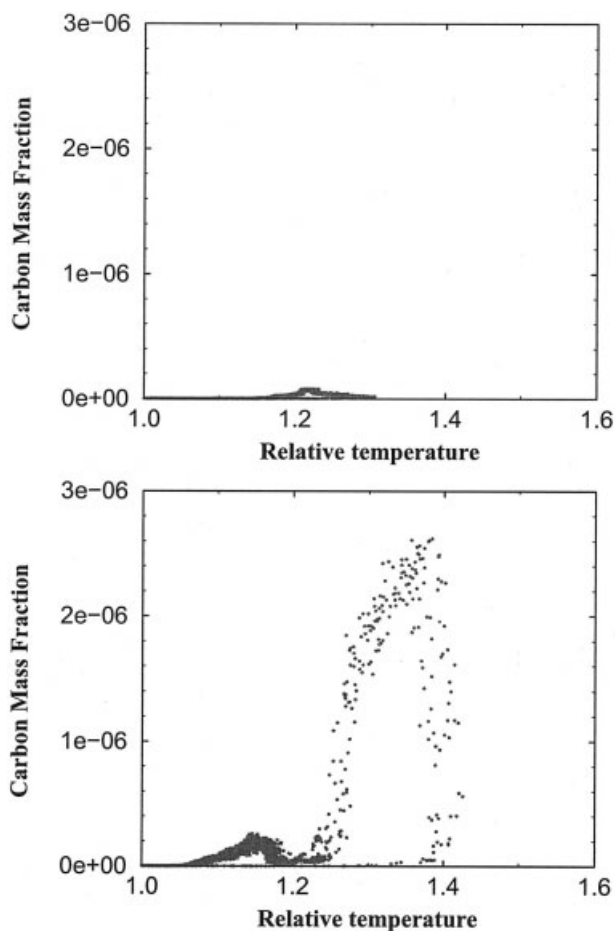 3e−06
2e−06
1e−06
0e+00
Carbon Mass Fraction
1.0 1.2 1.4 1.6
Relative temperature
3e−06
2e−06
1e−06
0e+00
Carbon Mass Fraction
1.0 1.2 1.4 1.6
Relative temperature